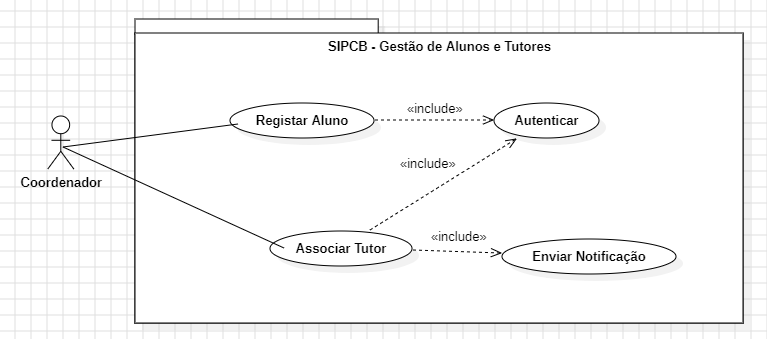 SIPCB - Gestão de Alunos e Tutores
«include»
Registar Aluno
Autenticar
«include»
Coordenador
«include»
Associar Tutor
Enviar Notificação